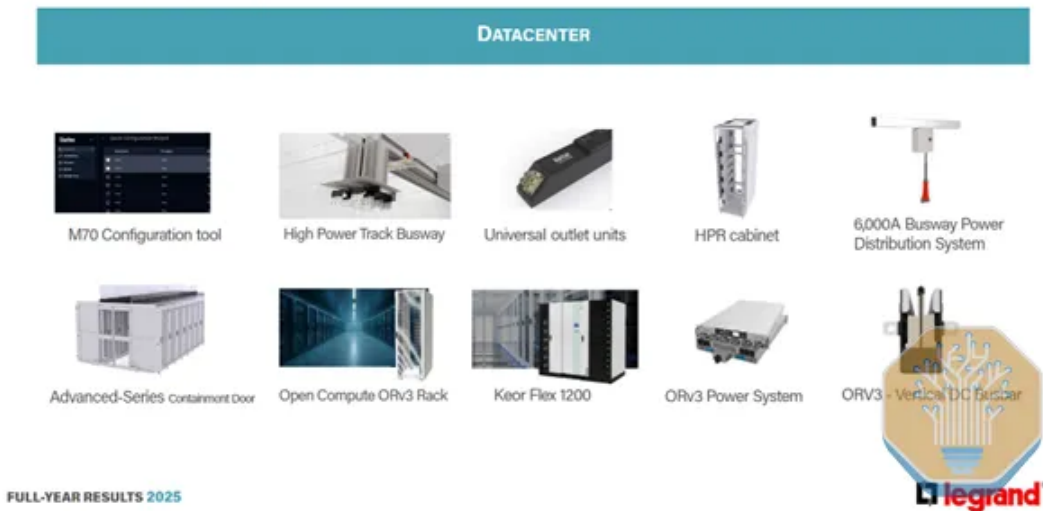 DATACENTER
M70 Configuration tool
High Power Track Busway
Universal outlet units
HPR cabinet
6,000A Busway Power
Distribution System
Advanced-Series Containment Door
Open Compute ORv3 Rack
Keor Flex 1200
ORv3 Power System
ORV3 - Vertical DC Busbar
FULL-YEAR RESULTS 2025
legrand